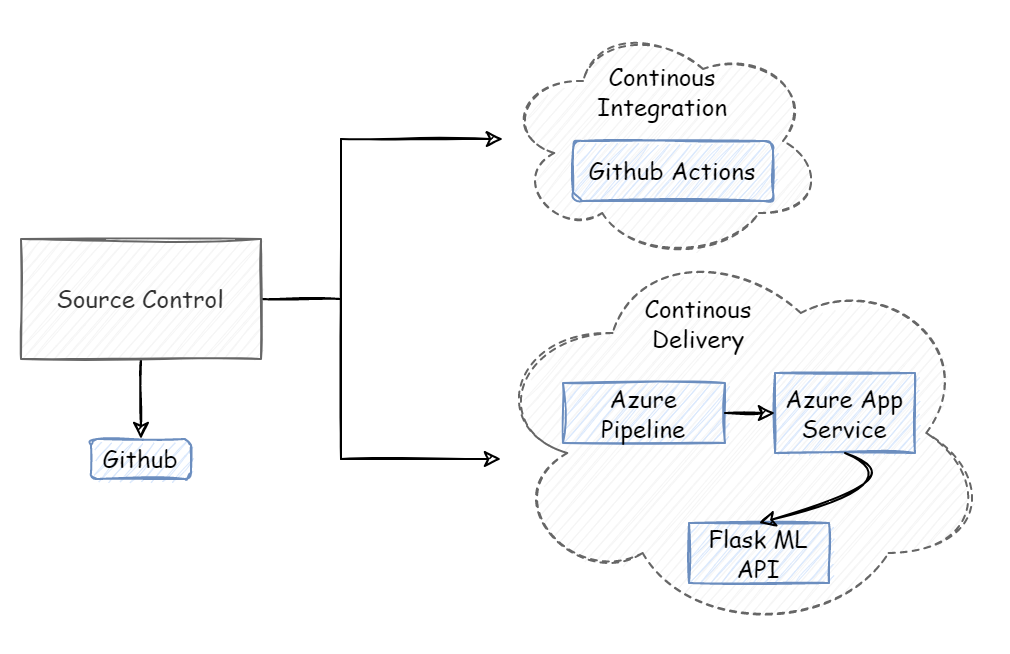 Continous
Integration
Github Actions
Source Control
Github
Continous
Delivery
Azure
Pipeline
Azure App
Service
Flask ML
API